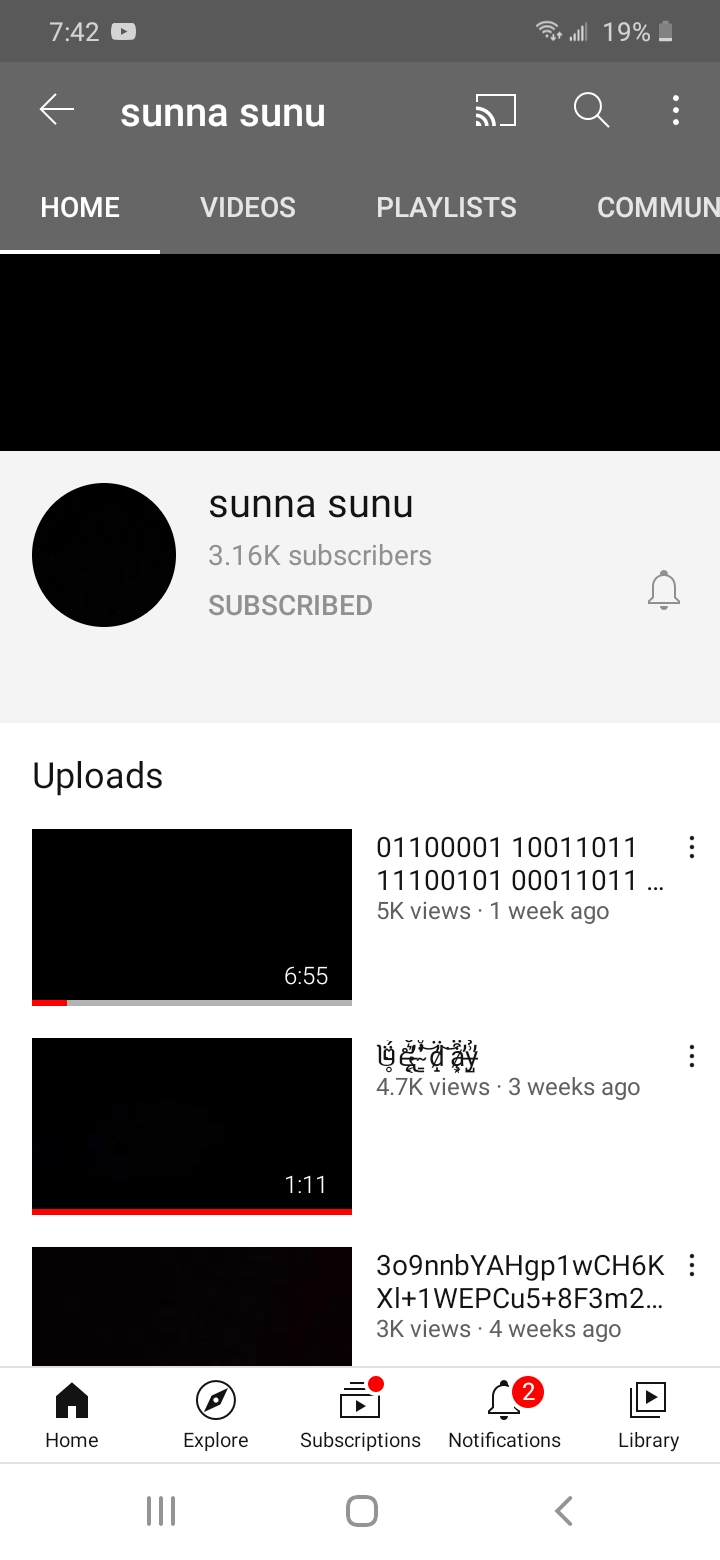 7:42 19%
sunna sunu
HOME VIDEOS PLAYLISTS COMMUN
sunna sunu
3.16K subscribers
SUBSCRIBED
Uploads
01100001 10011011
11100101 00011011 ...
5K views · 1 week ago
6:55
4.7K views · 3 weeks ago
1:11
3o9nnbYAHgp1wCH6K
Xl+1WEPCu5+8F3m2...
3K views · 4 weeks ago
2
Home Explore Subscriptions Notifications Library